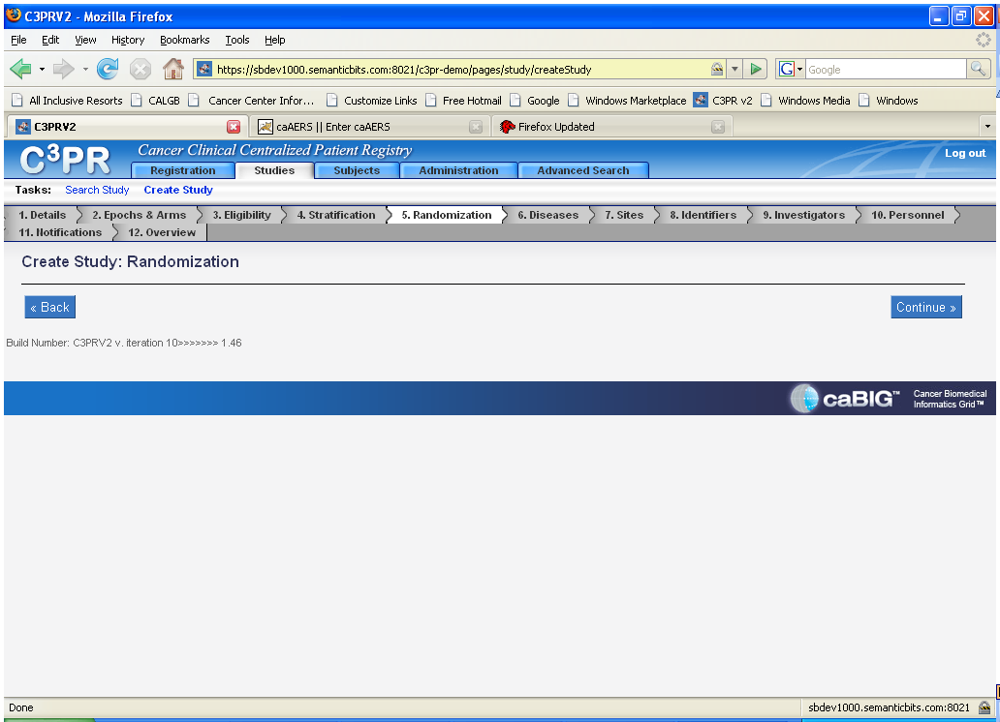 C3PRV2 - Mozilla Firefox
File Edit View History Bookmarks Tools Help
https://sbdev1000.semanticbits.com:8021/c3pr-demo/pages/study/createStudy G Google
All Inclusive Resorts CALGB Cancer Center Infor... Customize Links Free Hotmail Google Windows Marketplace C3PR v2 Windows Media Windows
C3PRV2 caAERS || Enter caAERS Firefox Updated
C3PR Cancer Clinical Centralized Patient Registry Log out
Registration Studies Subjects Administration Advanced Search
Tasks: Search Study Create Study
1. Details 2. Epochs & Arms 3. Eligibility 4. Stratification 5. Randomization 6. Diseases 7. Sites 8. Identifiers 9. Investigators 10. Personnel
11. Notifications 12. Overview
Create Study: Randomization
« Back Continue »
Build Number: C3PRV2 v. iteration 10>>>>>>> 1.46
caBIG™ Cancer Biomedical
Informatics Grid™
Done sbdev1000.semanticbits.com:8021